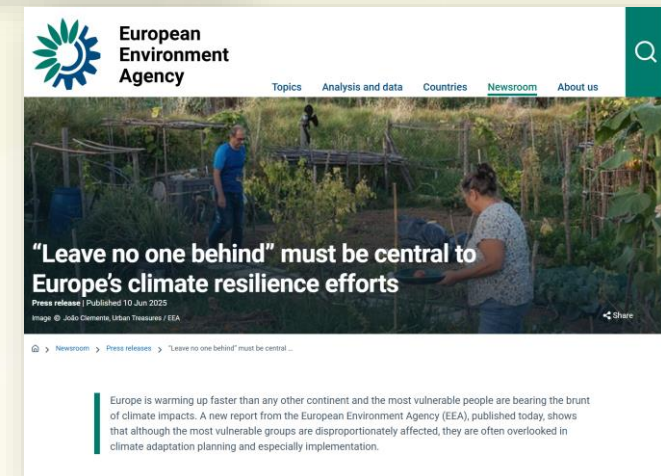 European
Environment
Agency
Topics Analysis and data Countries Newsroom About us
“Leave no one behind” must be central to
Europe’s climate resilience efforts
Press release | Published 10 Jun 2025
Image © João Clemente, Urban Treasures / EEA
Share
Newsroom > Press releases > "Leave no one behind" must be central ...
Europe is warming up faster than any other continent and the most vulnerable people are bearing the brunt
of climate impacts. A new report from the European Environment Agency (EEA), published today, shows
that although the most vulnerable groups are disproportionately affected, they are often overlooked in
climate adaptation planning and especially implementation.